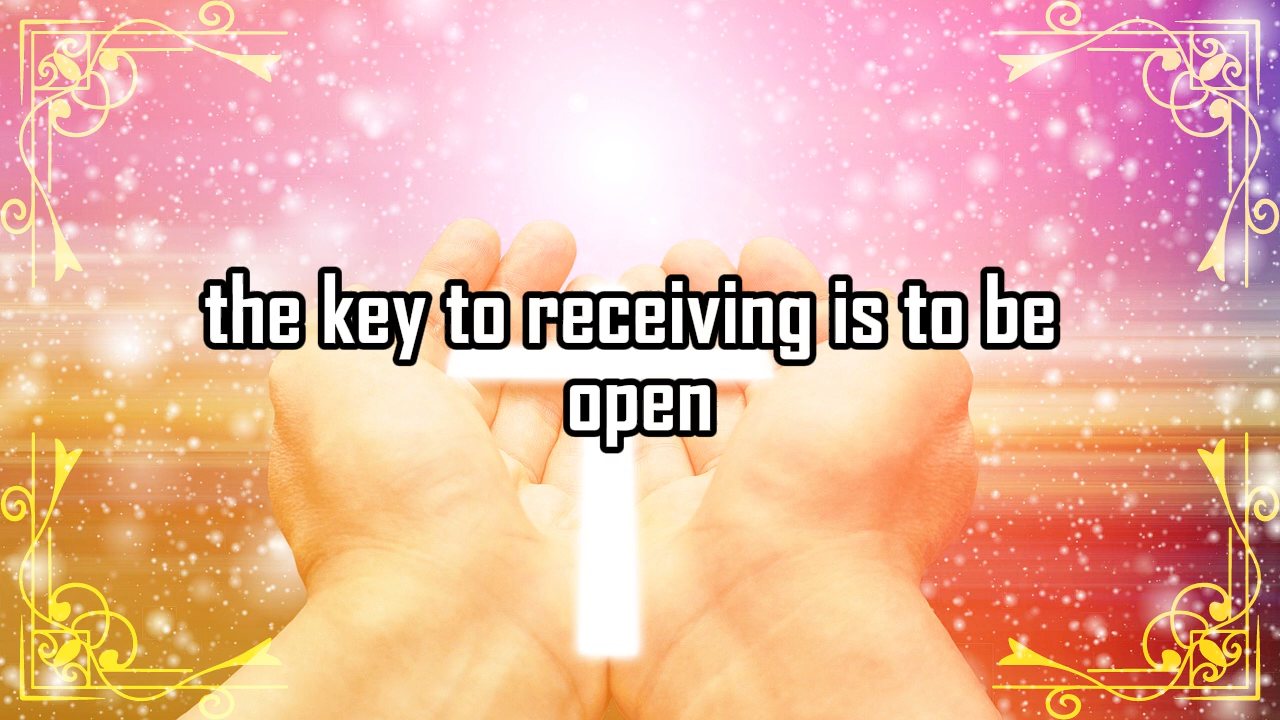 the key to receiving is to be
open